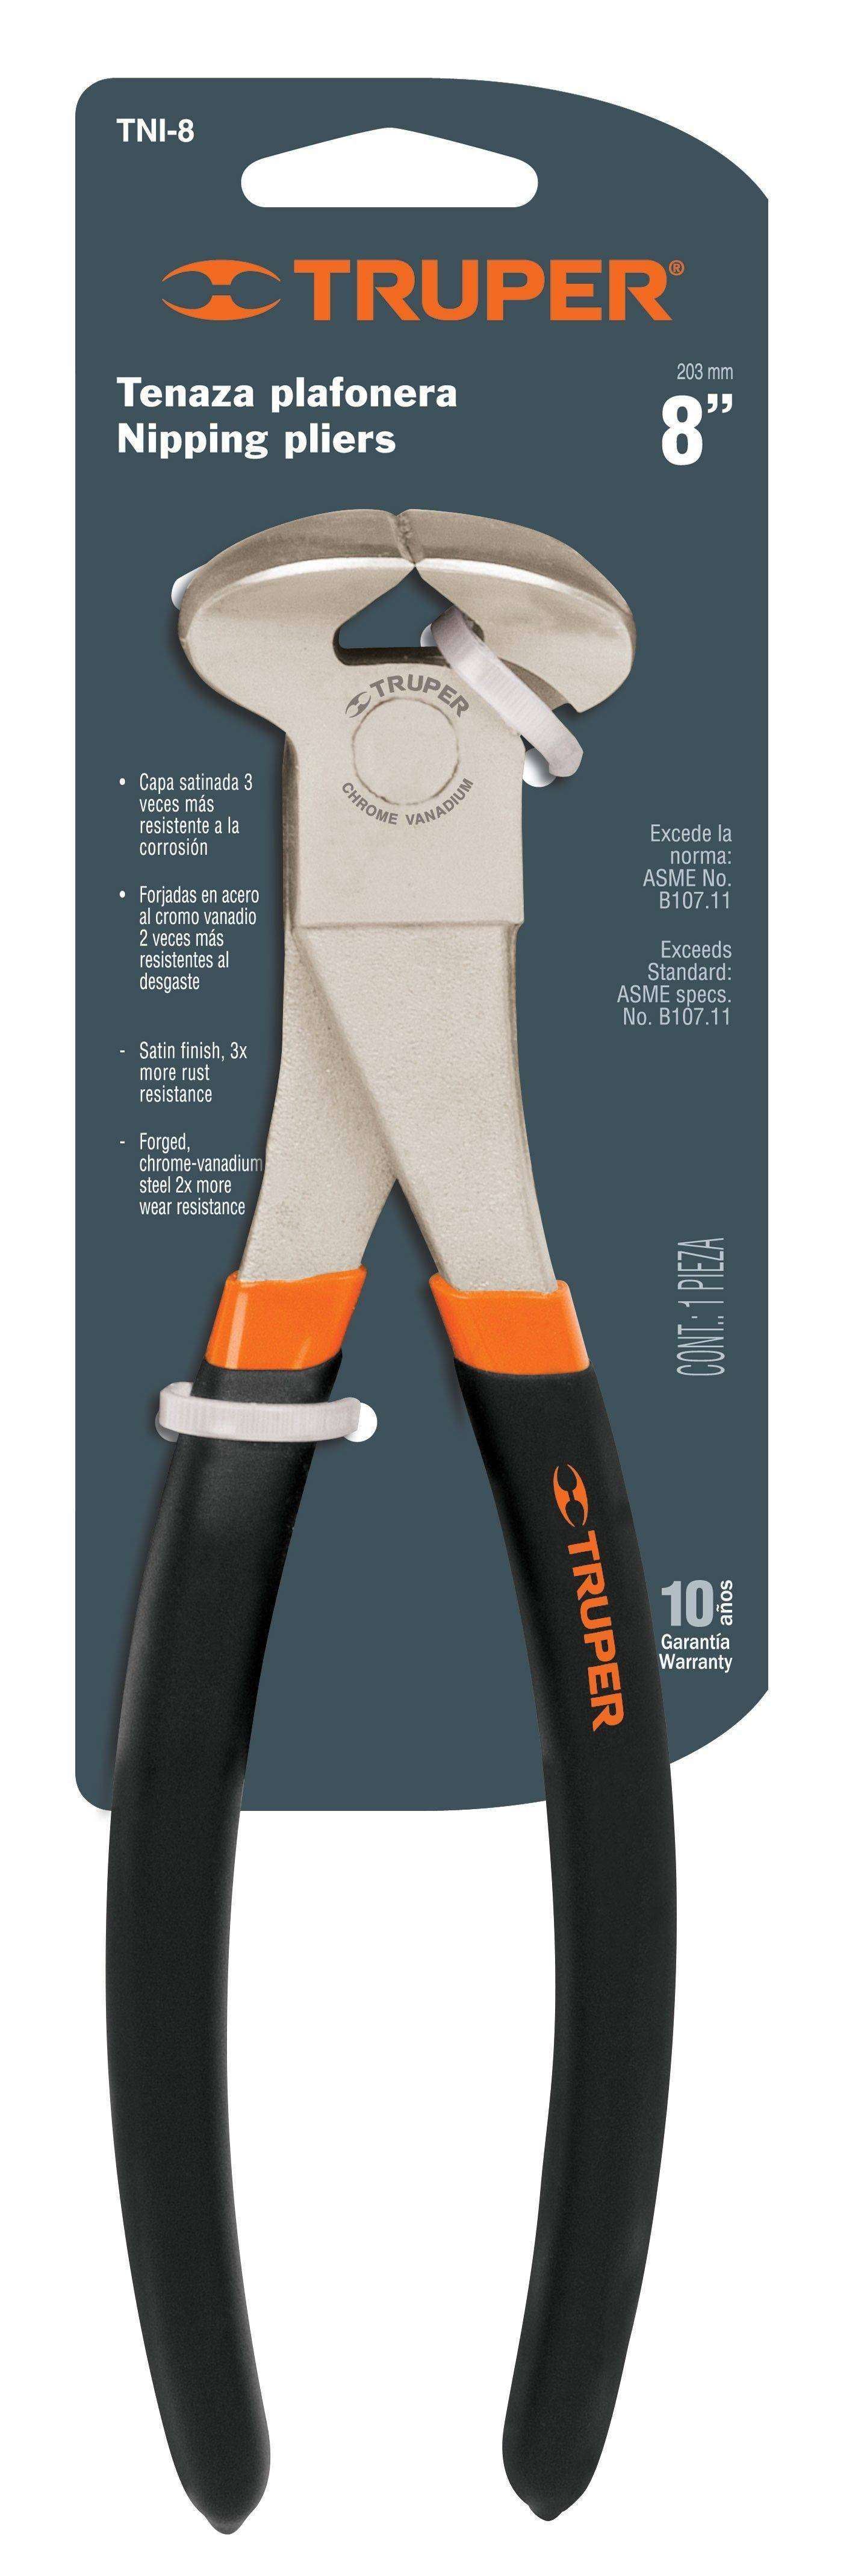 TNI-8
TRUPER®
Tenaza plafonera
Nipping pliers
203 mm
8”
TRUPER
CHROME VANADIUM
• Capa satinada 3
veces más
resistente a la
corrosión
• Forjadas en acero
al cromo vanadio
2 veces más
resistentes al
desgaste
- Satin finish, 3x
more rust
resistance
- Forged,
chrome-vanadium
steel 2x more
wear resistance
Excede la
norma:
ASME No.
B107.11
Exceeds
Standard:
ASME specs.
No. B107.11
CONT.: 1 PIEZA
TRUPER
10 años
Garantía
Warranty